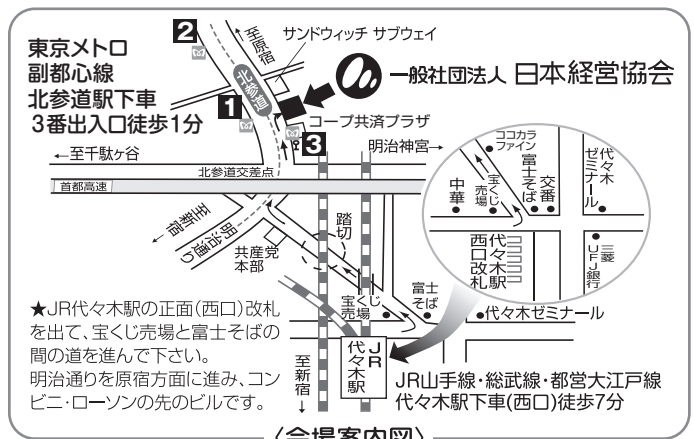 東京メトロ
副都心線
北参道駅下車
3番出入口徒歩1分
2
至原宿
サンドウィッチ サブウェイ
一般社団法人 日本経営協会
北参道
1
コープ共済プラザ
3
←至千駄ヶ谷
明治神宮→
北参道交差点
首都高速
至新宿
明治通り
共産党
本部
踏切
宝くじ
売場
富士
そば
代々木ゼミナール
JR
代々木駅
至新宿
ココカラ
ファイン
中華
宝くじ
売場
富士そば
交番
代々木
ゼミナール
代々木駅
西口改札
三菱
UFJ銀行
★JR代々木駅の正面(西口)改札
を出て、宝くじ売場と富士そばの
間の道を進んで下さい。
明治通りを原宿方面に進み、コン
ビニ・ローソンの先のビルです。
JR山手線・総武線・都営大江戸線
代々木駅下車(西口)徒歩7分
〈会場案内図〉